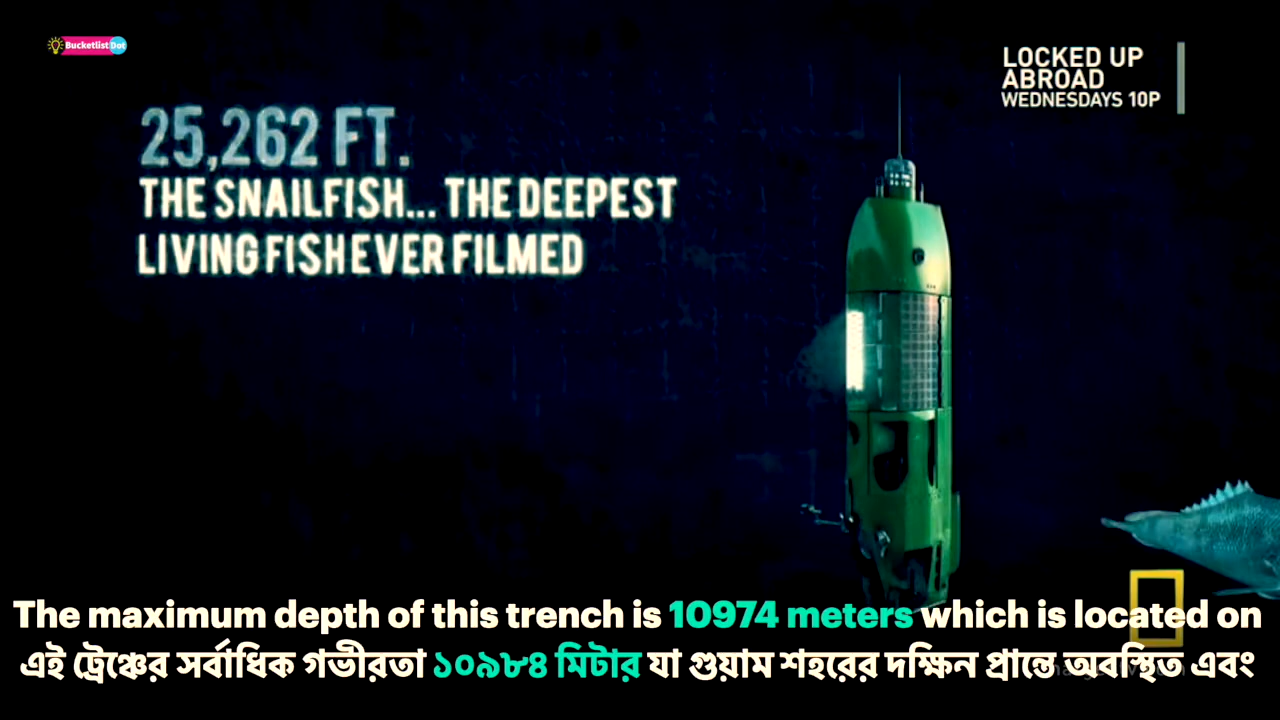 Bucketlist Dot
LOCKED UP
ABROAD
WEDNESDAYS 10P
25,262 FT.
THE SNAILFISH... THE DEEPEST
LIVING FISH EVER FILMED
The maximum depth of this trench is 10974 meters which is located on
এই ট্রেঞ্চের সর্বাধিক গভীরতা ১০৯৮৪ মিটার যা গুয়াম শহরের দক্ষিন প্রান্তে অবস্থিত এবং